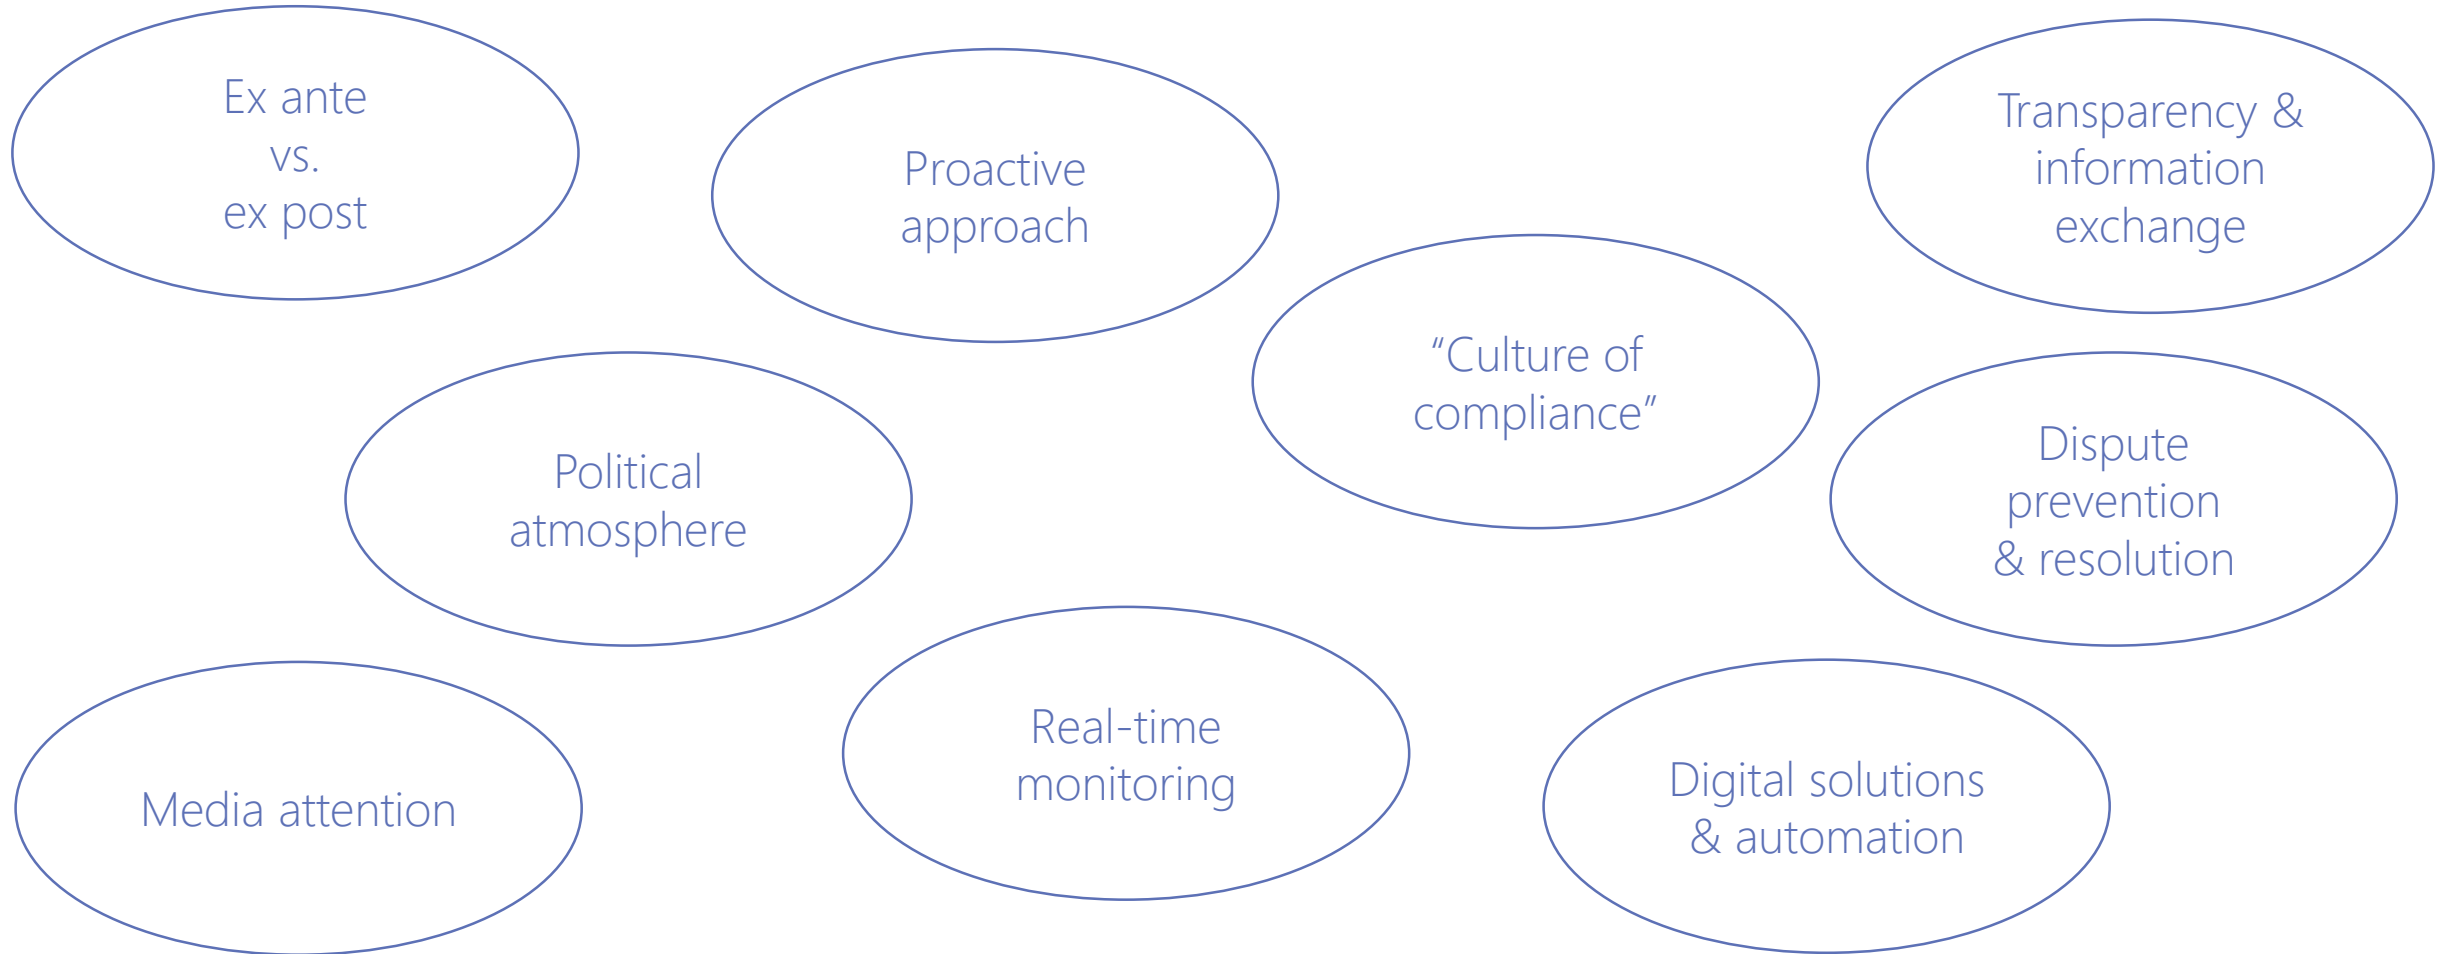 Ex ante
vs.
ex post
Proactive
approach
Transparency &
information
exchange
“Culture of
compliance”
Political
atmosphere
Dispute
prevention
& resolution
Media attention
Real-time
monitoring
Digital solutions
& automation